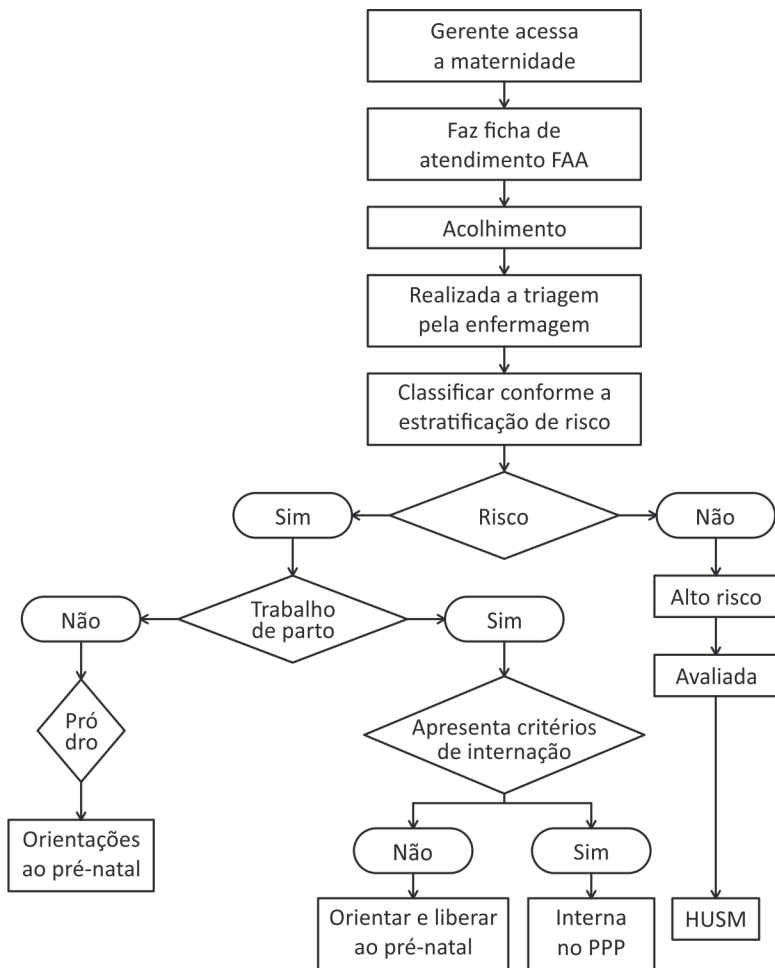 Gerente acessa
a maternidade
Faz ficha de
atendimento FAA
Acolhimento
Realizada a triagem
pela enfermagem
Classificar conforme a
estratificação de risco
Sim
Risco
Não
Não
Trabalho
de parto
Sim
Alto risco
Avaliada
Pró
dro
Apresenta critérios
de internação
Orientações
ao pré-natal
Não
Sim
Orientar e liberar
ao pré-natal
Interna
no PPP
HUSM